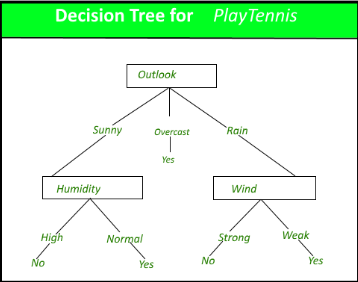 Decision Tree for PlayTennis
Outlook
Sunny Overcast Rain
Yes
Humidity Wind
High Normal Strong Weak
No Yes No Yes